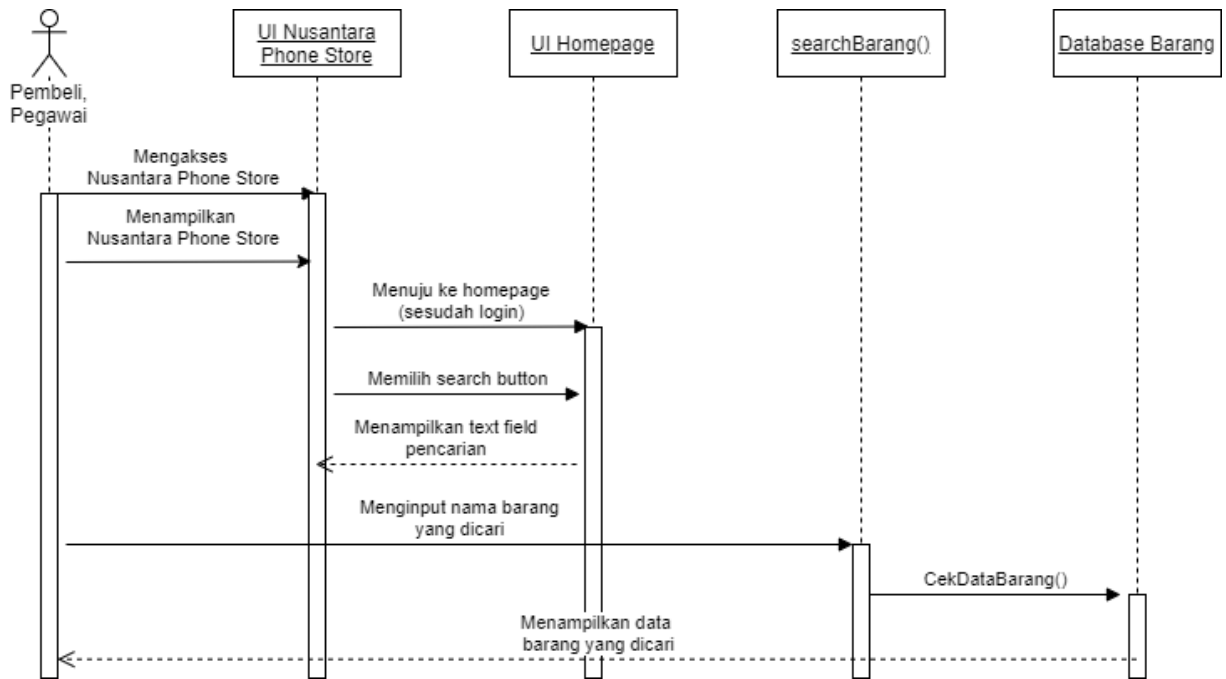 UI Nusantara
Phone Store
UI Homepage
searchBarang()
Database Barang
Pembeli,
Pegawai
Mengakses
Nusantara Phone Store
Menampilkan
Nusantara Phone Store
Menuju ke homepage
(sesudah login)
Memilih search button
Menampilkan text field
pencarian
Menginput nama barang
yang dicari
CekDataBarang()
Menampilkan data
barang yang dicari